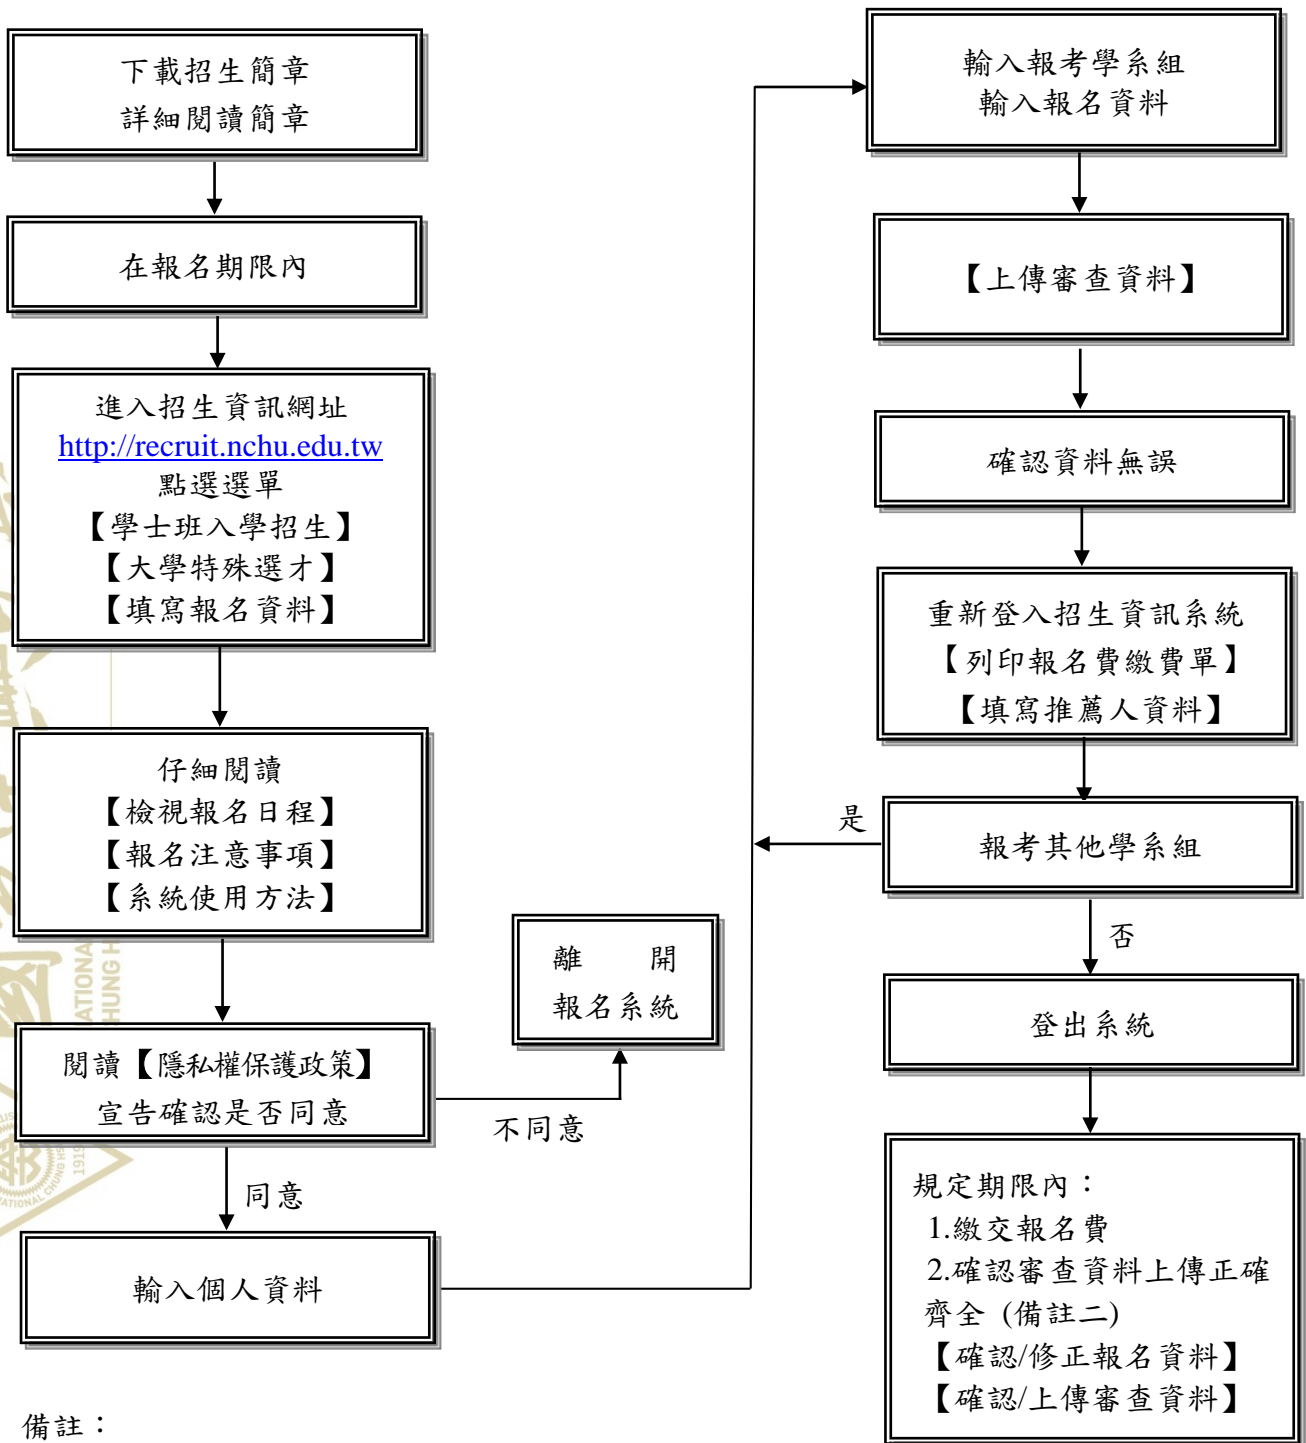 下載招生簡章
詳細閱讀簡章
在報名期限內
進入招生資訊網址
http://recruit.nchu.edu.tw
點選選單
【學士班入學招生】
【大學特殊選才】
【填寫報名資料】
仔細閱讀
【檢視報名日程】
【報名注意事項】
【系統使用方法】
閱讀【隱私權保護政策】
宣告確認是否同意
不同意
離 開
報名系統
同意
輸入個人資料
輸入報考學系組
輸入報名資料
【上傳審查資料】
確認資料無誤
重新登入招生資訊系統
【列印報名費繳費單】
【填寫推薦人資料】
報考其他學系組
是
否
登出系統
規定期限內：
1.繳交報名費
2.確認審查資料上傳正確
齊全 (備註二)
【確認/修正報名資料】
【確認/上傳審查資料】
備註：